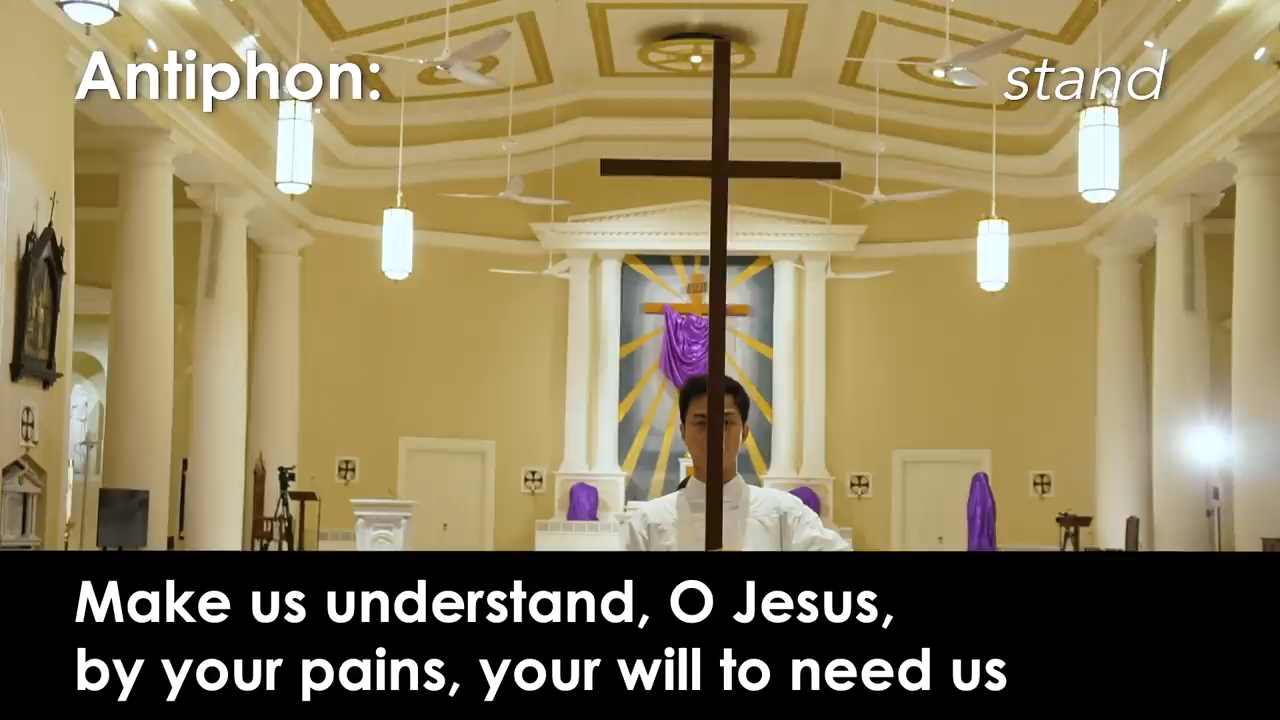 Antiphon:
stand
Make us understand, O Jesus,
by your pains, your will to need us